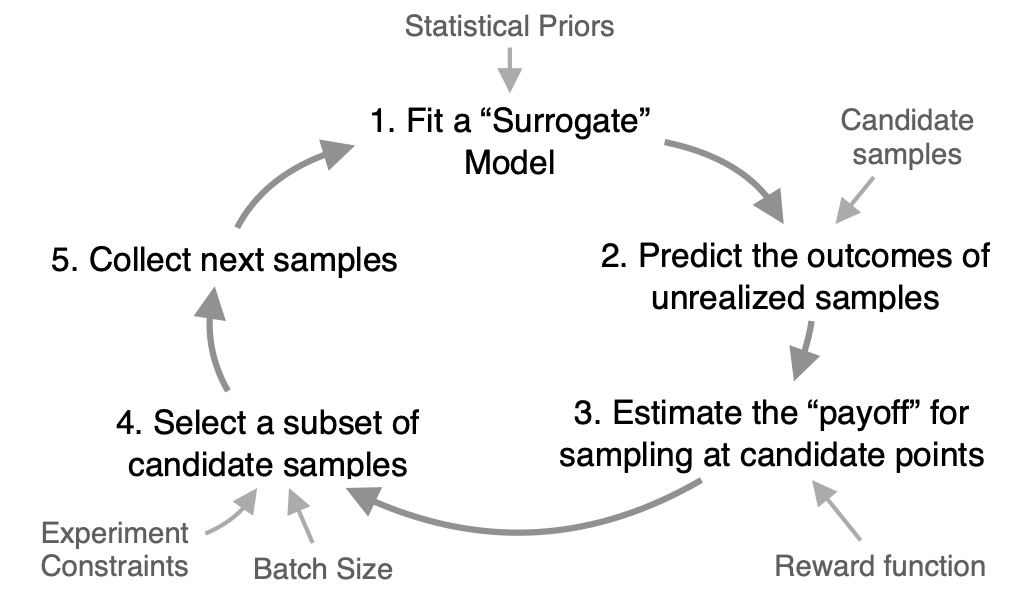 Statistical Priors
1. Fit a “Surrogate”
Model
Candidate
samples
2. Predict the outcomes of
unrealized samples
3. Estimate the “payoff” for
sampling at candidate points
Reward function
4. Select a subset of
candidate samples
Experiment
Constraints
Batch Size
5. Collect next samples